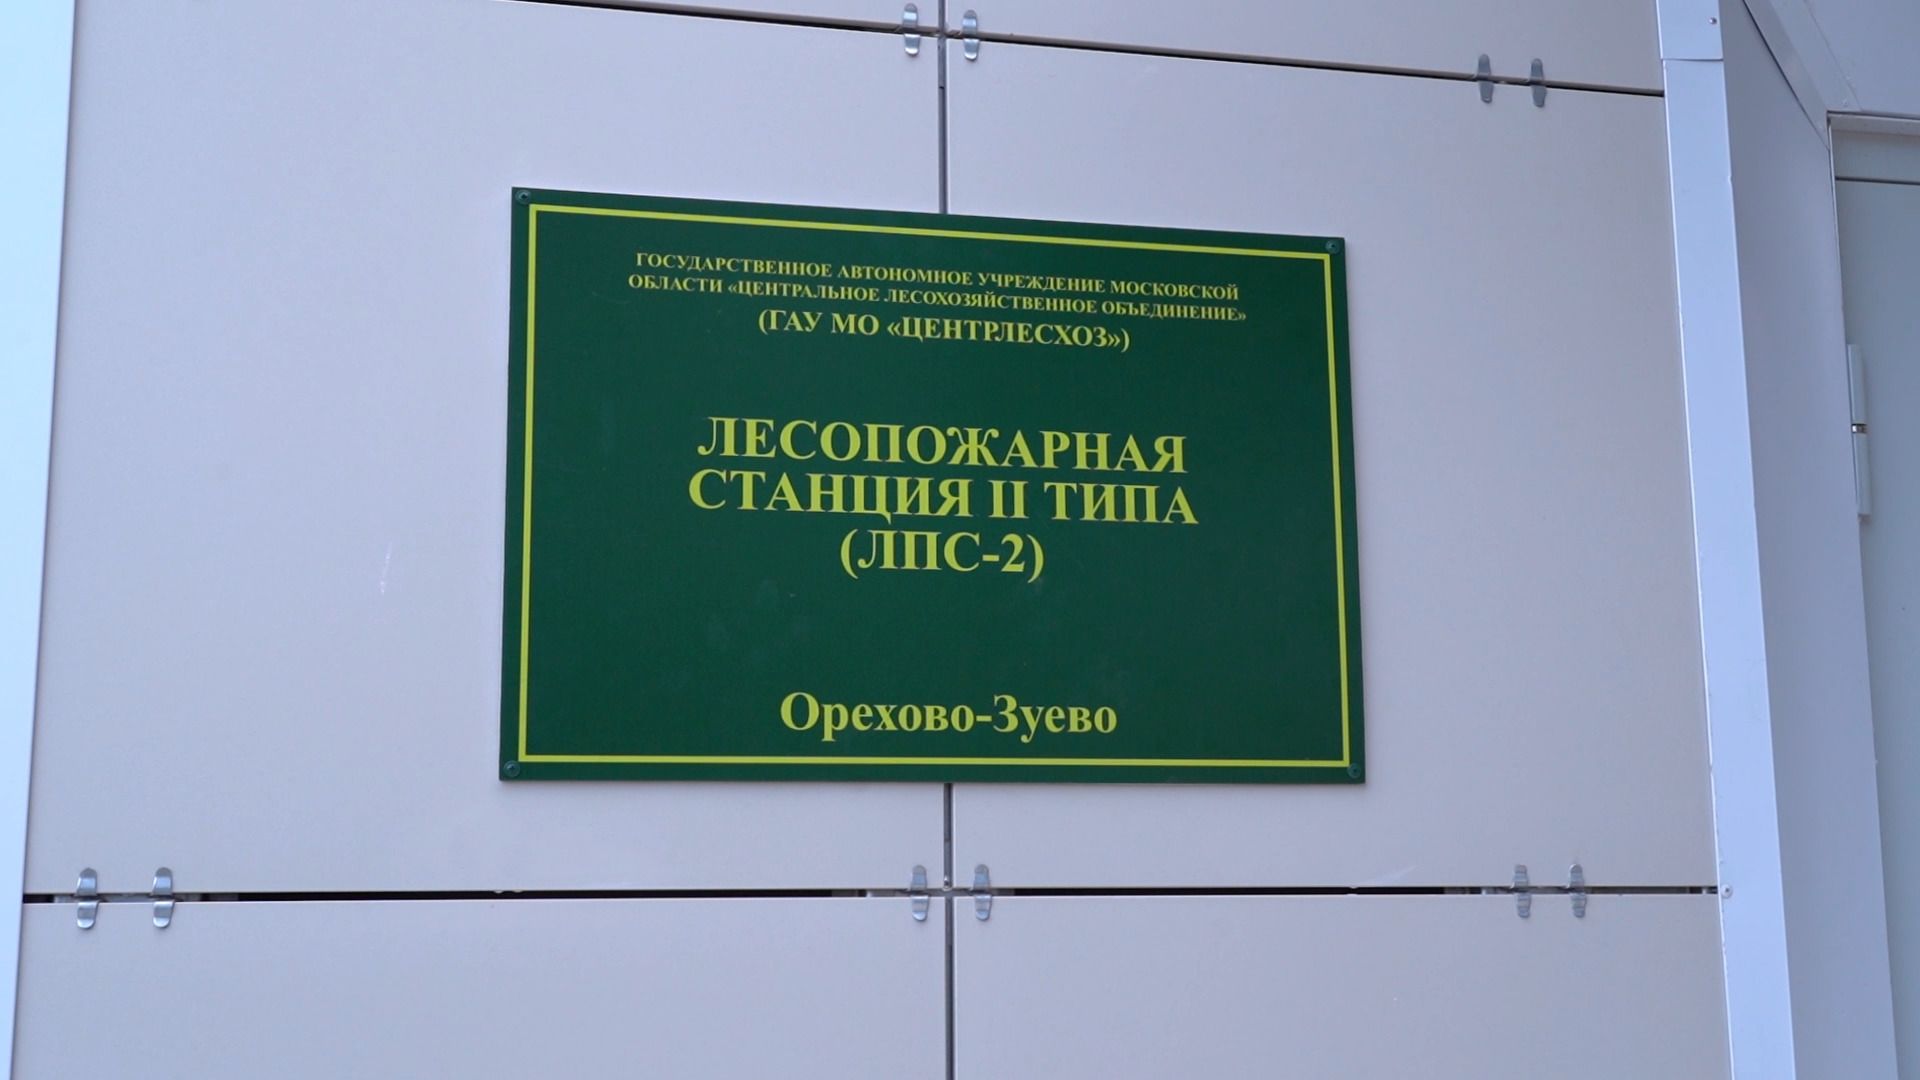 ГОСУДАРСТВЕННОЕ АВТОНОМНОЕ УЧРЕЖДЕНИЕ МОСКОВСКОЙ
ОБЛАСТИ «ЦЕНТРАЛЬНОЕ ЛЕСОХОЗЯЙСТВЕННОЕ ОБЪЕДИНЕНИЕ»
(ГАУ МО «ЦЕНТРЛЕСХОЗ»)
ЛЕСОПОЖАРНАЯ
СТАНЦИЯ II ТИПА
(ЛПС-2)
Орехово-Зуево